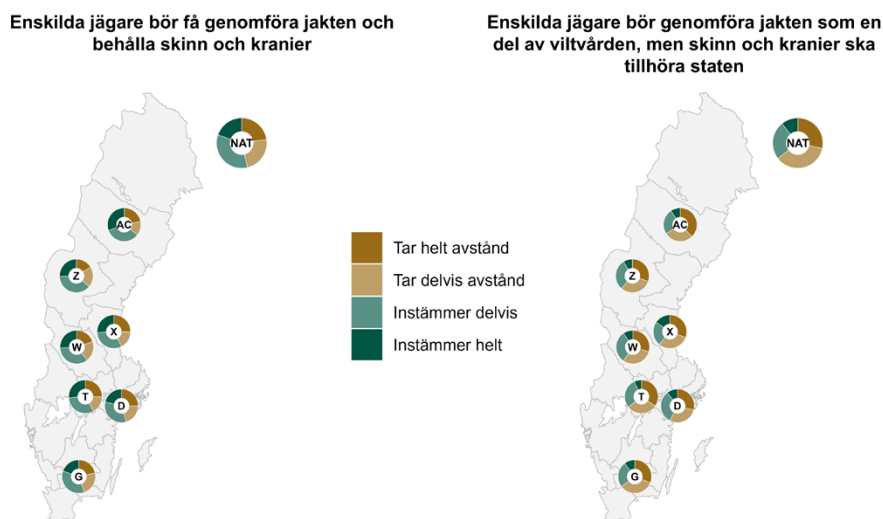 Enskilda jägare bör få genomföra jakten och
behålla skinn och kranier
Enskilda jägare bör genomföra jakten som en
del av viltvården, men skinn och kranier ska
tillhöra staten
NAT
AC
Z
X
W
T
D
G
Tar helt avstånd
Tar delvis avstånd
Instämmer delvis
Instämmer helt
NAT
AC
Z
X
W
T
D
G